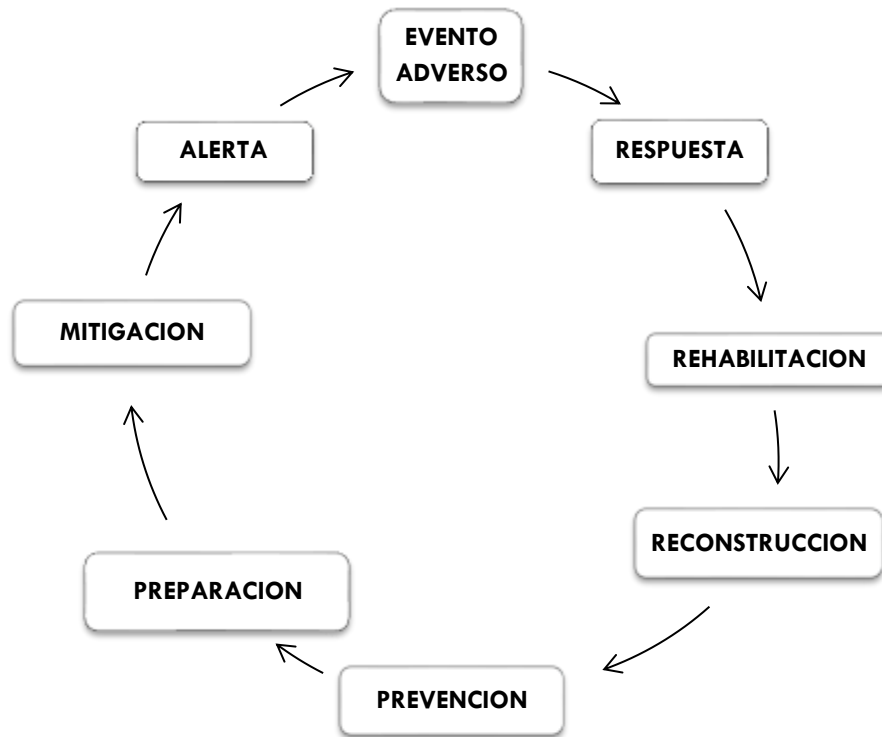 EVENTO
ADVERSO
RESPUESTA
REHABILITACION
RECONSTRUCCION
PREVENCION
PREPARACION
MITIGACION
ALERTA